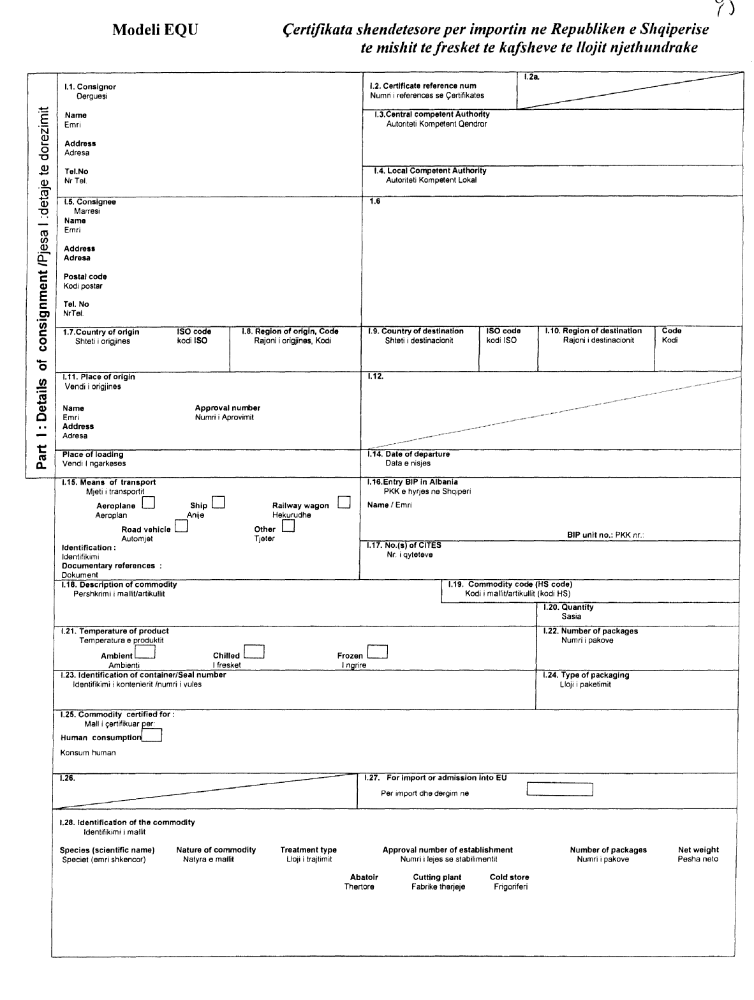 Modeli EQU
Çertifikata shendetesore per importin ne Republiken e Shqiperise
te mishit te fresket te kafsheve te llojit njethundrake
Part I : Details of consignment /Pjesa I :detaje te dorezimit
I.1. Consignor
Derguesi
Name
Emri
Address
Adresa
Tel.No
Nr Tel.
I.2. Certificate reference num
Numri i references se Çertifikates
I.2a.
I.3.Central competent Authority
Autoriteti Kompetent Qendror
I.4. Local Competent Authority
Autoriteti Kompetent Lokal
I.5. Consignee
Marresi
Name
Emri
Address
Adresa
Postal code
Kodi postar
Tel. No
NrTel.
1.6
1.7.Country of origin ISO code
Shteti i origjines kodi ISO
I.8. Region of origin, Code
Rajoni i origjines, Kodi
I.9. Country of destination
Shteti i destinacionit
ISO code
kodi ISO
I.10. Region of destination
Rajoni i destinacionit
Code
Kodi
I.11. Place of origin
Vendi i origjines
Name Approval number
Emri Numri i Aprovimit
Address
Adresa
I.12.
Place of loading
Vendi I ngarkeses
I.14. Date of departure
Data e nisjes
I.15. Means of transport
Mjeti i transportit
Aeroplane Ship Railway wagon
Aeroplan Anije Hekurudhe
Road vehicle Other
Automjet Tjeter
Identification :
Identifikimi
Documentary references :
Dokument
I.16.Entry BIP in Albania
PKK e hyrjes ne Shqiperi
Name / Emri
BIP unit no.: PKK nr.:
I.17. No.(s) of CITES
Nr. i qyteteve
I.18. Description of commodity
Pershkrimi i mallit/artikullit
I.19. Commodity code (HS code)
Kodi i mallit/artikullit (kodi HS)
I.20. Quantity
Sasia
I.21. Temperature of product
Temperatura e produktit
Ambient Chilled Frozen
Ambienti I fresket I ngrire
I.22. Number of packages
Numri i pakove
I.23. Identification of container/Seal number
Identifikimi i kontenierit /numri i vules
I.24. Type of packaging
Lloji i paketimit
I.25. Commodity certified for :
Mall i çertifikuar per:
Human consumption
Konsum human
I.26.
I.27. For import or admission into EU
Per import dhe dergim ne
I.28. Identification of the commodity
Identifikimi i mallit
Species (scientific name) Nature of commodity Treatment type Approval number of establishment Number of packages Net weight
Speciet (emri shkencor) Natyra e mallit Lloji i trajtimit Numri i lejes se stabilimentit Numri i pakove Pesha neto
Abatoir Cutting plant Cold store
Thertore Fabrike therjeje Frigoriferi